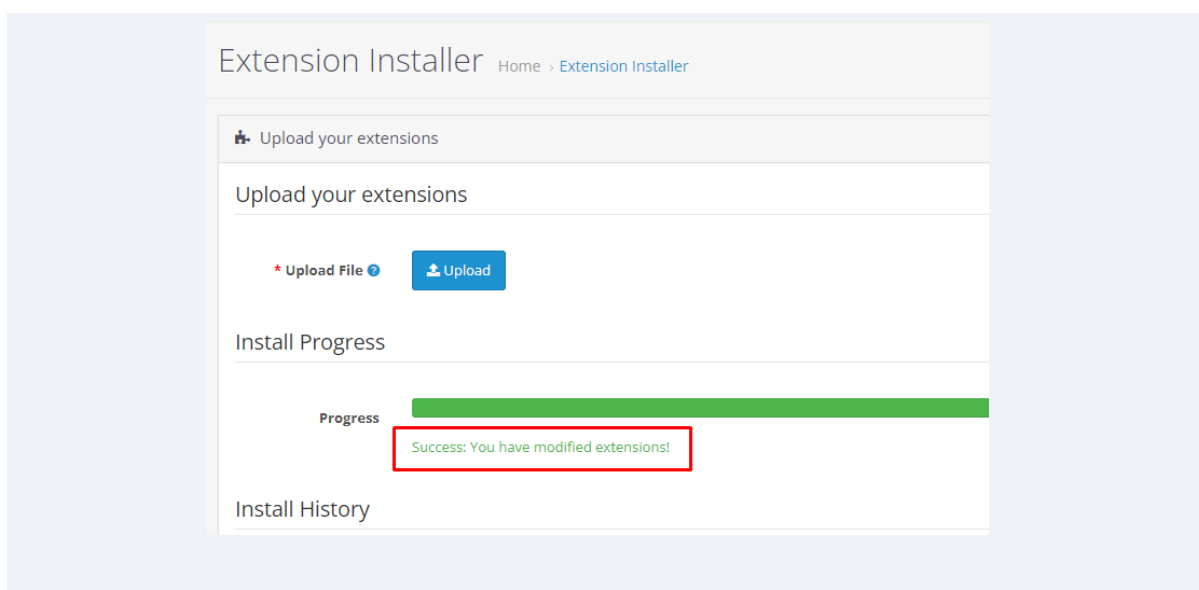 Extension Installer Home › Extension Installer
Upload your extensions
Upload your extensions
* Upload File ? Upload
Install Progress
Progress
Success: You have modified extensions!
Install History